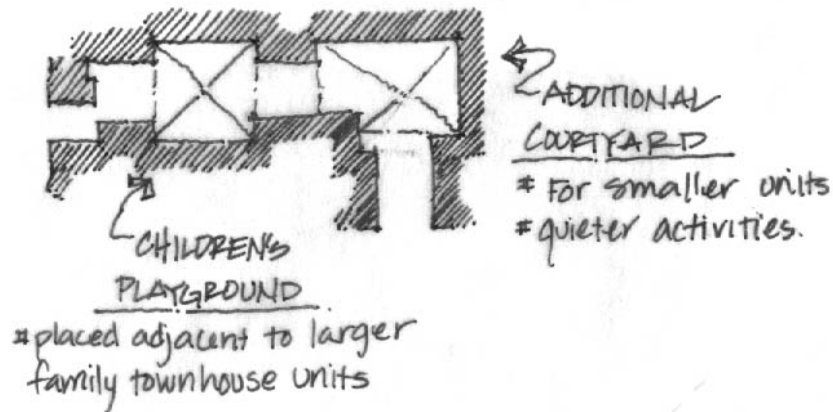 ADDITIONAL
COURTYARD
* For smaller units
* quieter activities.
CHILDREN'S
PLAYGROUND
* placed adjacent to larger
family townhouse units